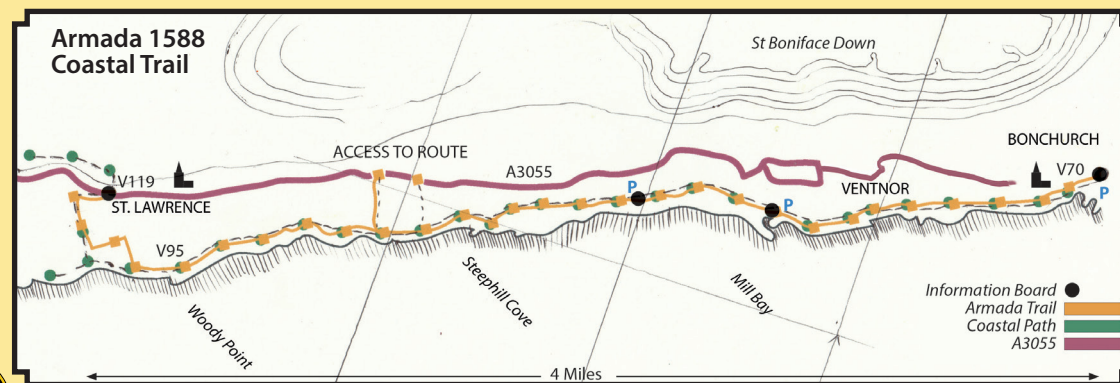 Armada 1588
Coastal Trail
St Boniface Down
BONCHURCH
ACCESS TO ROUTE
A3055
V119
ST. LAWRENCE
V70
VENTNOR
P
P
P
V95
Woody Point
Steephill Cove
Mill Bay
Information Board
Armada Trail
Coastal Path
A3055
4 Miles